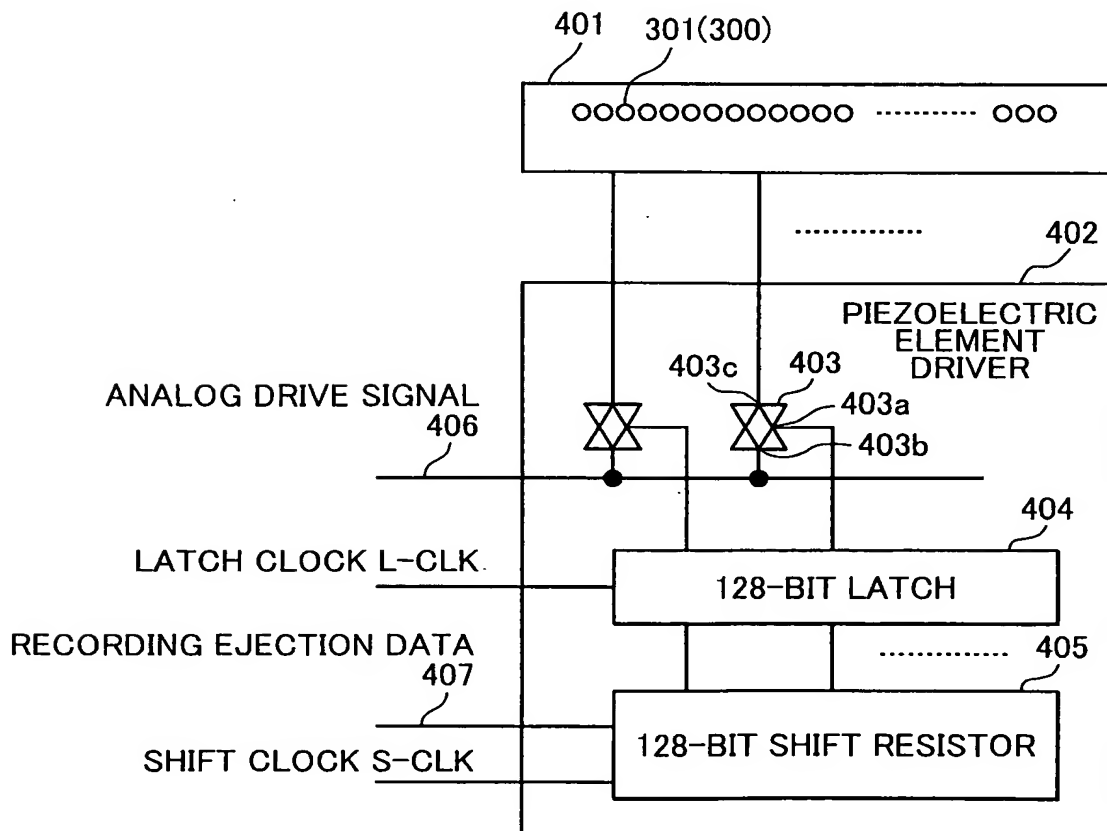 401
301(300)
402
PIEZOELECTRIC
ELEMENT
DRIVER
403c
403
403a
403b
ANALOG DRIVE SIGNAL
406
404
LATCH CLOCK L-CLK
128-BIT LATCH
RECORDING EJECTION DATA
407
405
128-BIT SHIFT RESISTOR
SHIFT CLOCK S-CLK